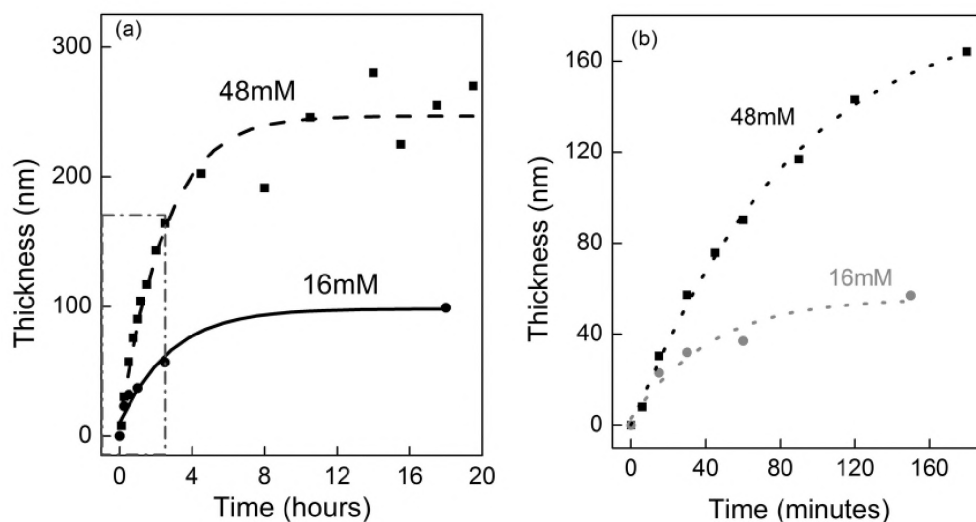 (a)
300
200
100
0
48mM
16mM
0 4 8 12 16 20
Time (hours)
Thickness (nm)
(b)
160
120
80
40
0
48mM
16mM
0 40 80 120 160
Time (minutes)
Thickness (nm)